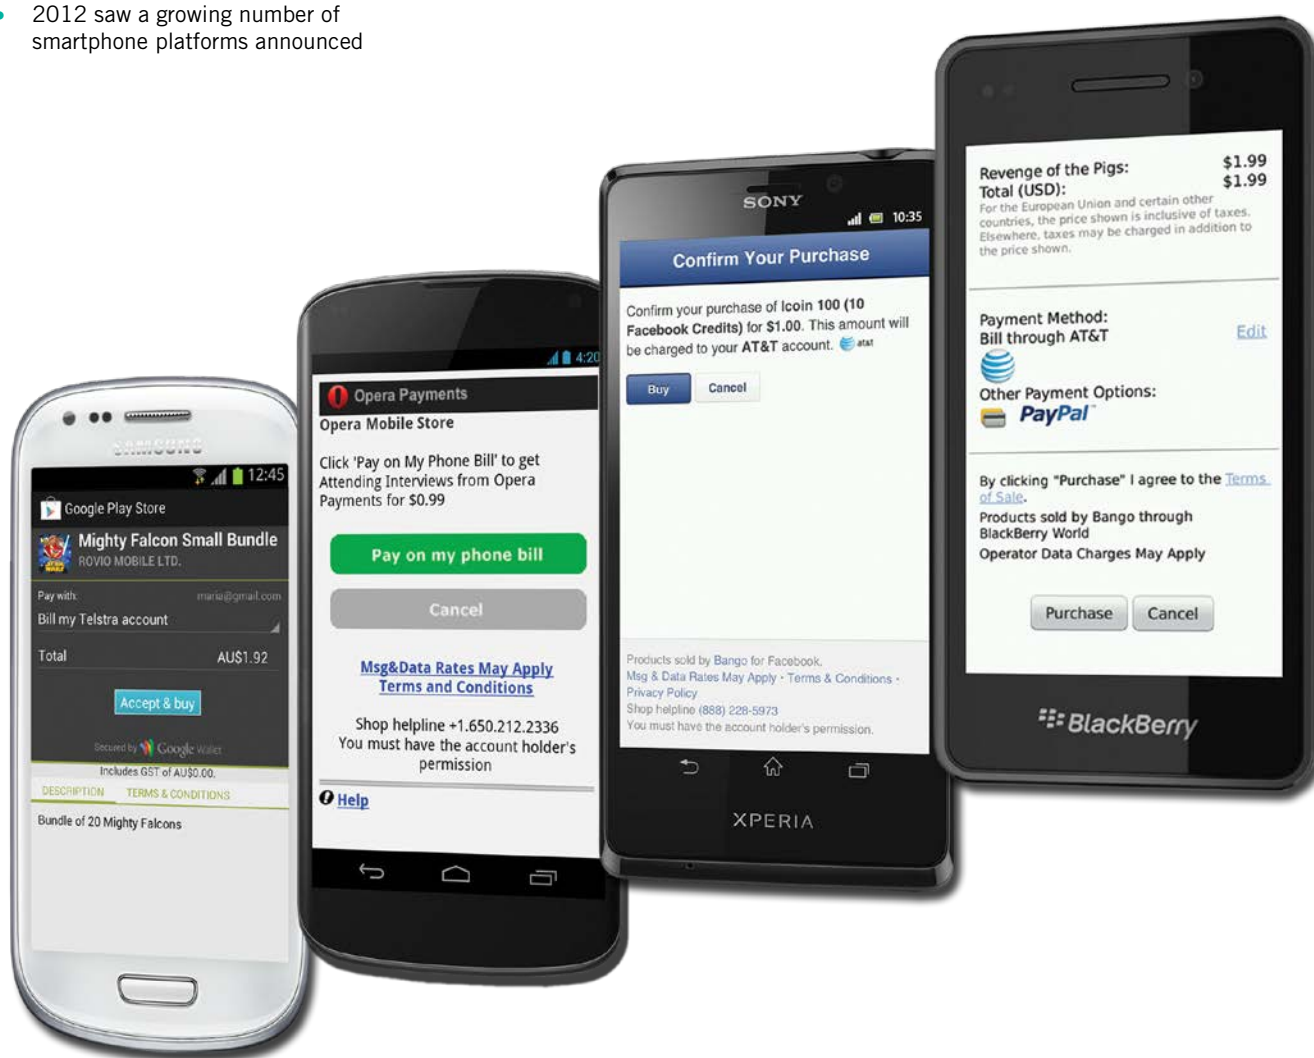 2012 saw a growing number of
smartphone platforms announced
SAMSUNG
12:45
Google Play Store
Mighty Falcon Small Bundle
ROVIO MOBILE LTD.
Pay with: maria@gmail.com
Bill my Telstra account
Total AU$1.92
Accept & buy
Secured by Google Wallet
Includes GST of AU$0.00.
DESCRIPTION TERMS & CONDITIONS
Bundle of 20 Mighty Falcons
4:20
Opera Payments
Opera Mobile Store
Click 'Pay on My Phone Bill' to get
Attending Interviews from Opera
Payments for $0.99
Pay on my phone bill
Cancel
Msg&Data Rates May Apply
Terms and Conditions
Shop helpline +1.650.212.2336
You must have the account holder's
permission
Help
SONY
10:35
Confirm Your Purchase
Confirm your purchase of Icoin 100 (10
Facebook Credits) for $1.00. This amount will
be charged to your AT&T account. at&t
Buy Cancel
Products sold by Bango for Facebook.
Msg & Data Rates May Apply · Terms & Conditions ·
Privacy Policy
Shop helpline (888) 228-5973
You must have the account holder's permission.
XPERIA
Revenge of the Pigs: $1.99
Total (USD): $1.99
For the European Union and certain other
countries, the price shown is inclusive of taxes.
Elsewhere, taxes may be charged in addition to
the price shown.
Payment Method:
Bill through AT&T Edit
Other Payment Options:
PayPal™
By clicking "Purchase" I agree to the Terms
of Sale.
Products sold by Bango through
BlackBerry World
Operator Data Charges May Apply
Purchase Cancel
BlackBerry